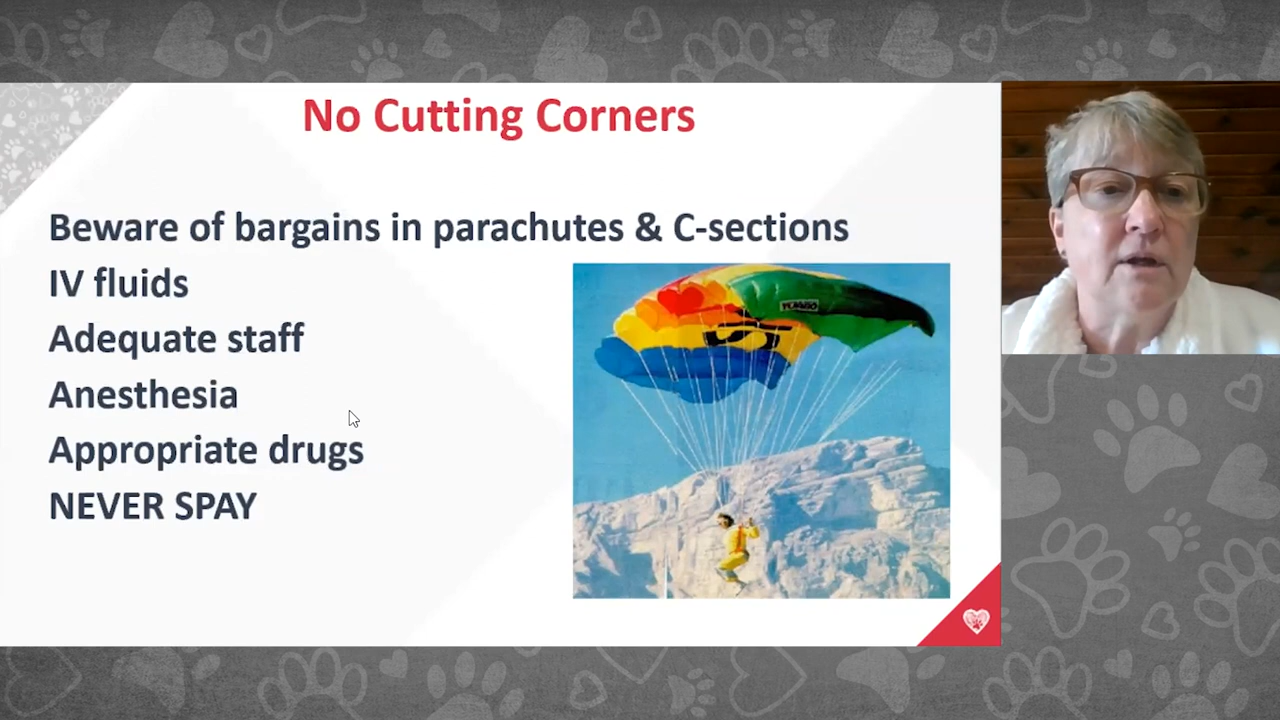 No Cutting Corners
Beware of bargains in parachutes & C-sections
IV fluids
Adequate staff
Anesthesia
Appropriate drugs
NEVER SPAY